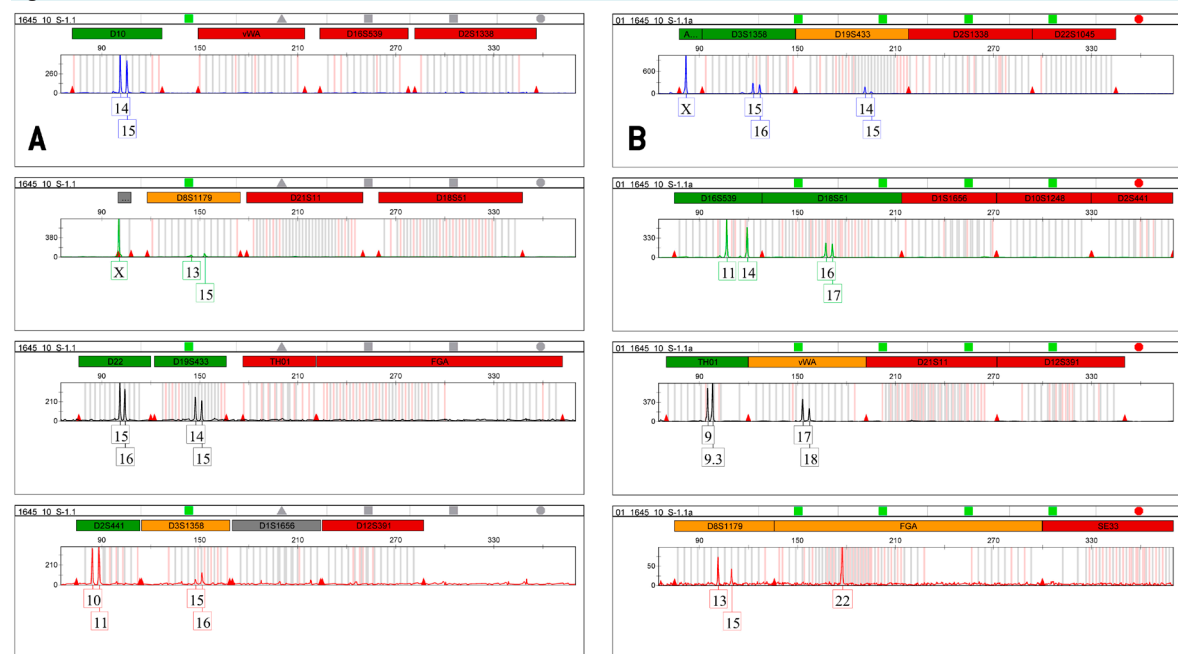 1645 10 S-1.1
D10 vWA D16S539 D2S1338
90 150 210 270 330
260
0
14
15
A
1645 10 S-1.1
... D8S1179 D21S11 D18S51
90 150 210 270 330
380
0
X 13
15
1645 10 S-1.1
D22 D19S433 TH01 FGA
90 150 210 270 330
210
0
15 14
16 15
1645 10 S-1.1
D2S441 D3S1358 D1S1656 D12S391
90 150 210 270 330
210
0
10 15
11 16
01 1645 10 S-1.1a
A... D3S1358 D19S433 D2S1338 D22S1045
90 150 210 270 330
600
0
X 15 14
16 15
B
01 1645 10 S-1.1a
D16S539 D18S51 D1S1656 D10S1248 D2S441
90 150 210 270 330
330
0
11 14 16
17
01 1645 10 S-1.1a
TH01 vWA D21S11 D12S391
90 150 210 270 330
370
0
9 17
9.3 18
01 1645 10 S-1.1a
D8S1179 FGA SE33
90 150 210 270 330
50
0
13 22
15